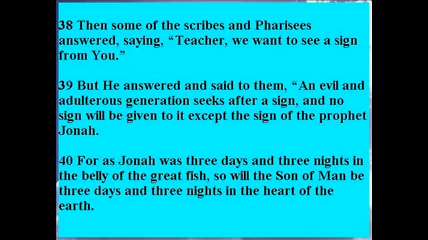 38 Then some of the scribes and Pharisees
answered, saying, “Teacher, we want to see a sign
from You.”
39 But He answered and said to them, “An evil and
adulterous generation seeks after a sign, and no
sign will be given to it except the sign of the prophet
Jonah.
40 For as Jonah was three days and three nights in
the belly of the great fish, so will the Son of Man be
three days and three nights in the heart of the
earth.